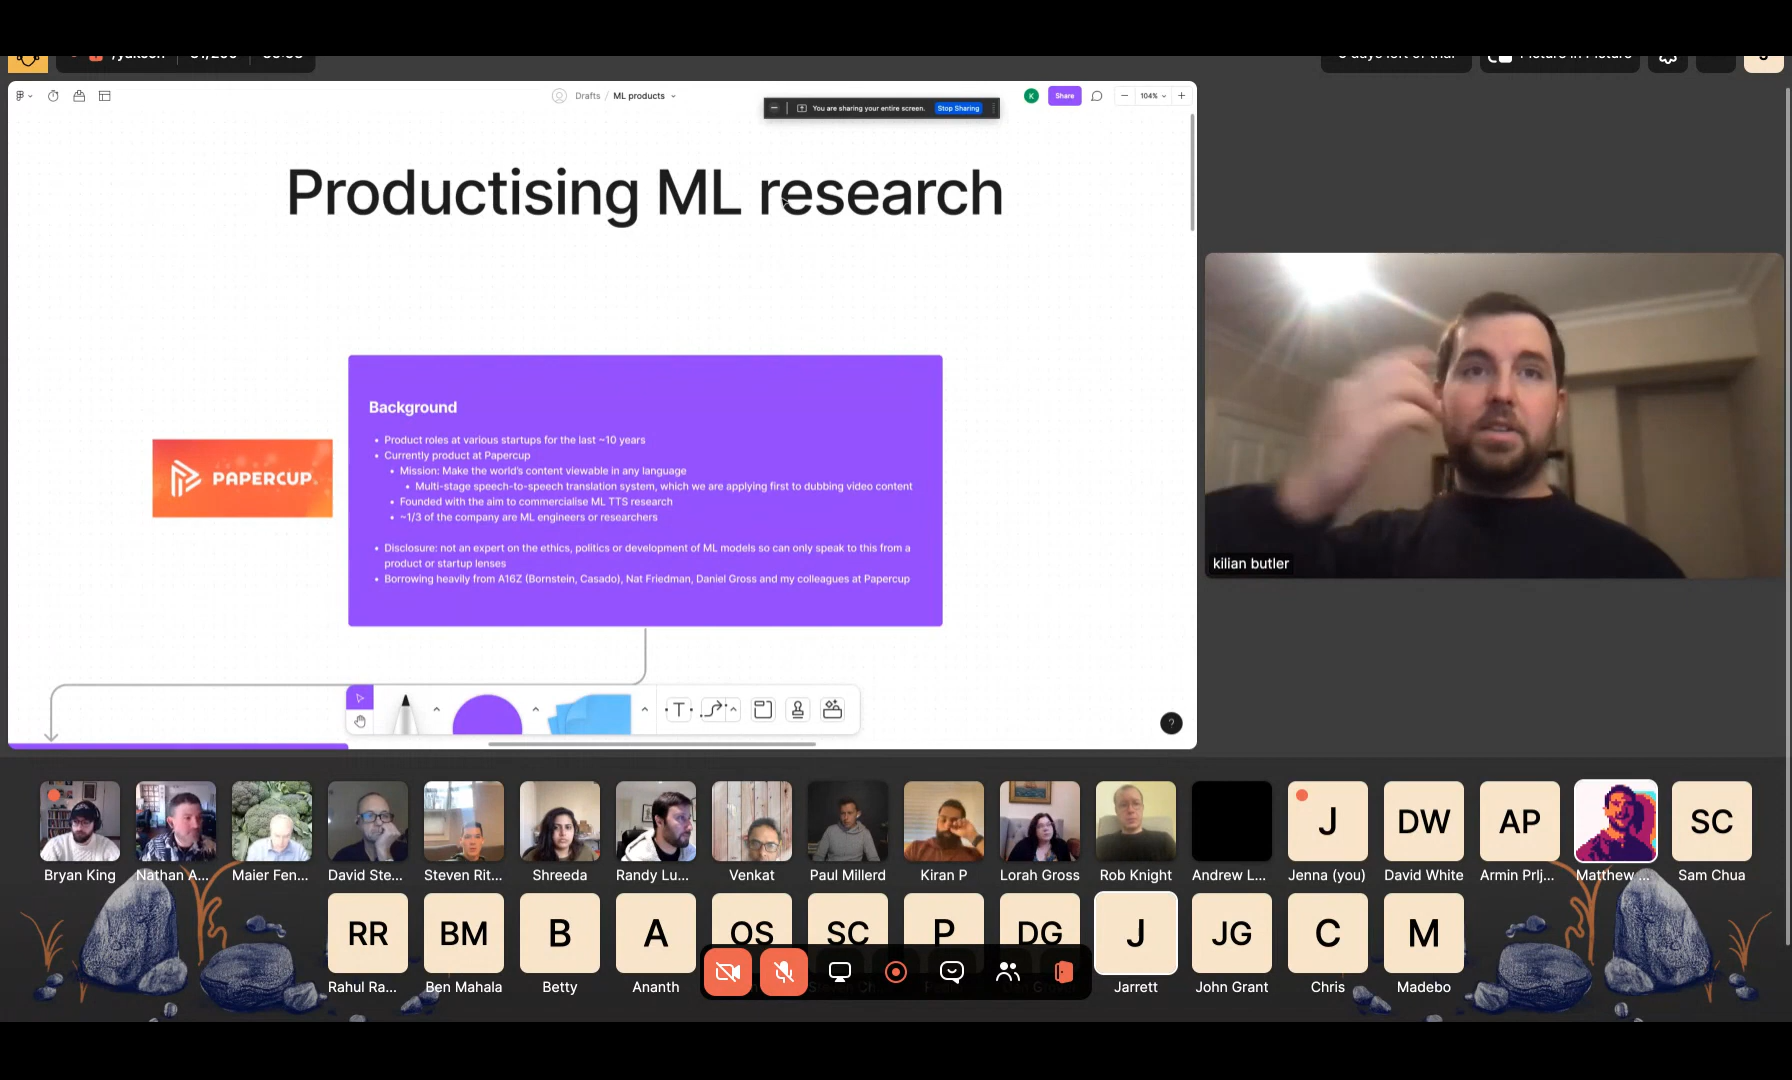 Drafts / ML products
You are sharing your entire screen. Stop Sharing
K
Share
104%
Productising ML research
PAPERCUP
Background
Product roles at various startups for the last ~10 years
Currently product at Papercup
Mission: Make the world's content viewable in any language
Multi-stage speech-to-speech translation system, which we are applying first to dubbing video content
Founded with the aim to commercialise ML TTS research
~1/3 of the company are ML engineers or researchers
Disclosure: not an expert on the ethics, politics or development of ML models so can only speak to this from a
product or startup lenses
Borrowing heavily from A16Z (Bornstein, Casado), Nat Friedman, Daniel Gross and my colleagues at Papercup
T
?
kilian butler
J DW AP SC
Bryan King Nathan A... Maier Fen... David Ste... Steven Rit... Shreeda Randy Lu... Venkat Paul Millerd Kiran P Lorah Gross Rob Knight Andrew L... Jenna (you) David White Armin Prlj... Matthew ... Sam Chua
RR BM B A OS SC P DG J JG C M
Rahul Ra... Ben Mahala Betty Ananth Jarrett John Grant Chris Madebo